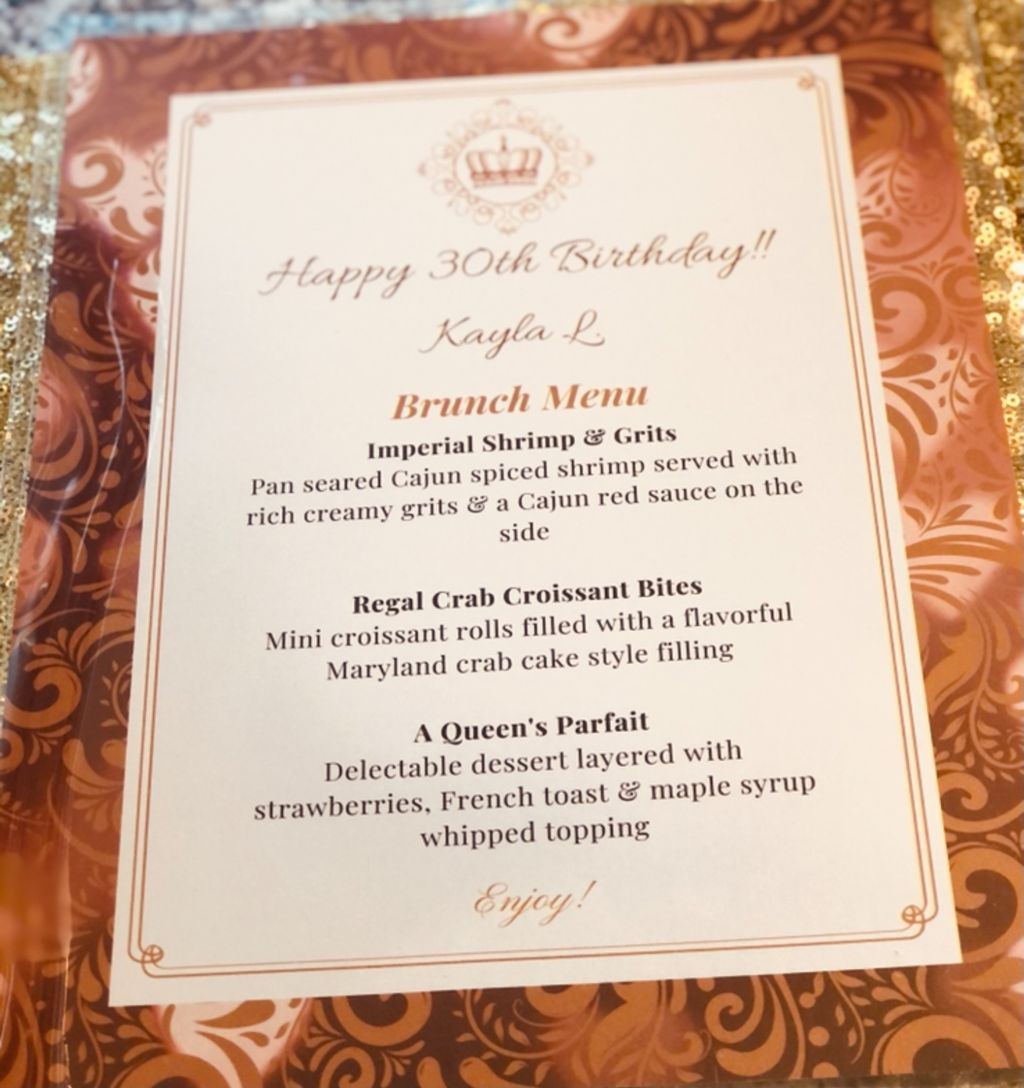 Happy 30th Birthday!!
Kayla L.
Brunch Menu
Imperial Shrimp & Grits
Pan seared Cajun spiced shrimp served with
rich creamy grits & a Cajun red sauce on the
side
Regal Crab Croissant Bites
Mini croissant rolls filled with a flavorful
Maryland crab cake style filling
A Queen's Parfait
Delectable dessert layered with
strawberries, French toast & maple syrup
whipped topping
Enjoy!